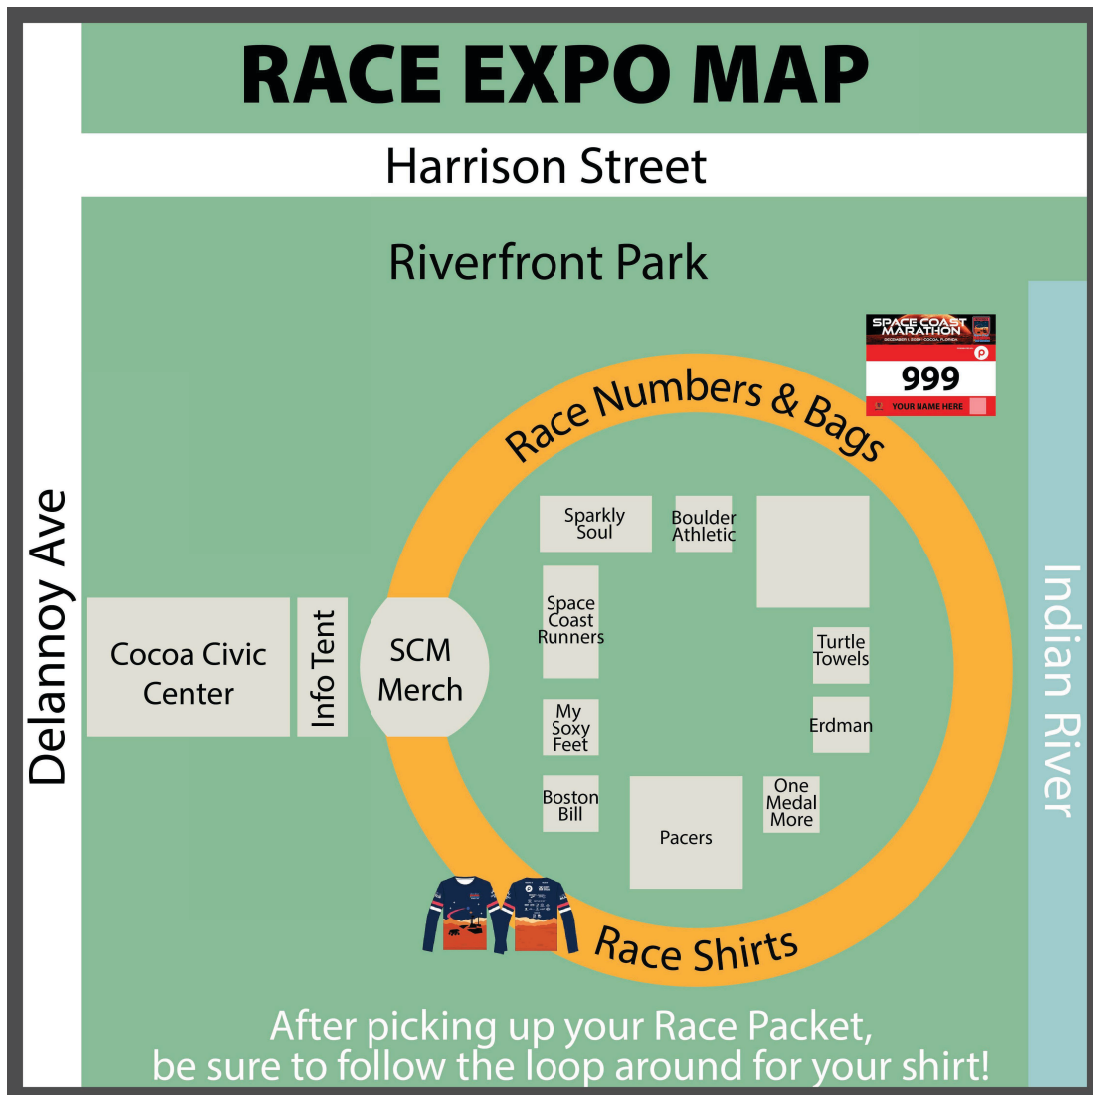 RACE EXPO MAP
Harrison Street
Riverfront Park
SPACE COAST
MARATHON
999
YOUR NAME HERE
Race Numbers & Bags
Sparkly
Soul
Boulder
Athletic
Space
Coast
Runners
Turtle
Towels
My
Soxy
Feet
Erdman
Boston
Bill
Pacers
One
Medal
More
Delannoy Ave
Cocoa Civic
Center
Info Tent
SCM
Merch
Indian River
Race Shirts
After picking up your Race Packet,
be sure to follow the loop around for your shirt!